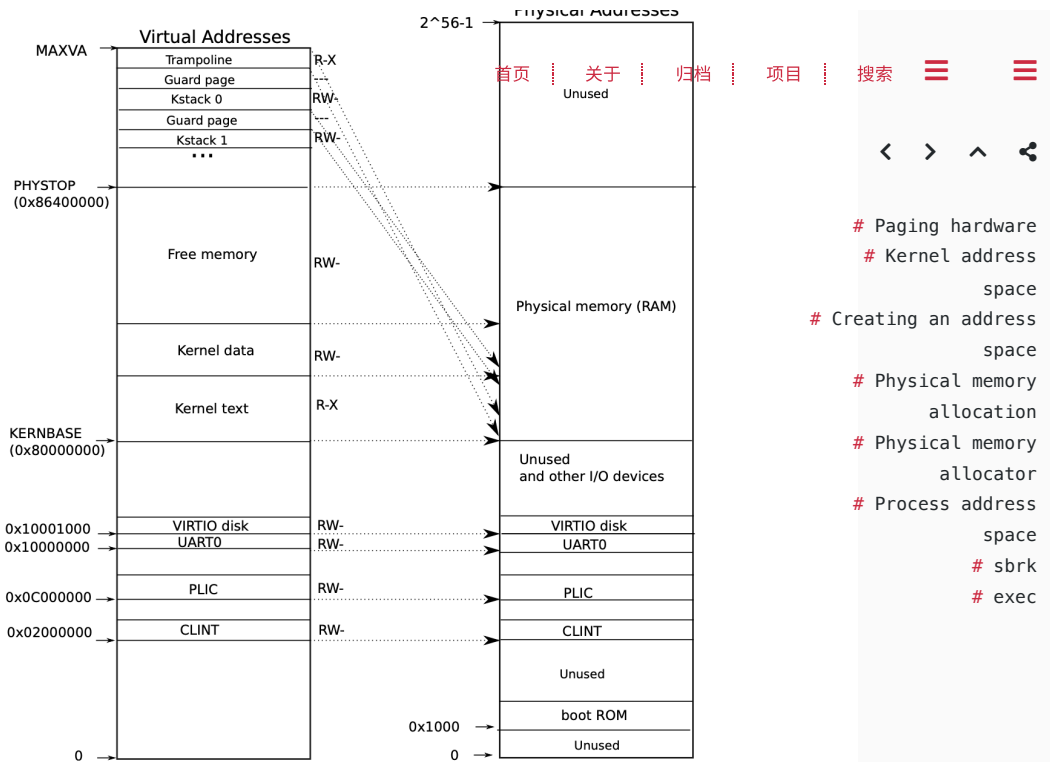 Physical Addresses
2^56-1
Virtual Addresses
MAXVA
Trampoline
R-X
Guard page
---
Kstack 0
RW-
Guard page
---
Kstack 1
RW-
...
首页
关于
归档
项目
搜索
Unused
PHYSTOP
(0x86400000)
Free memory
RW-
Physical memory (RAM)
Kernel data
RW-
Kernel text
R-X
KERNBASE
(0x80000000)
Unused
and other I/O devices
0x10001000
VIRTIO disk
RW-
VIRTIO disk
0x10000000
UART0
RW-
UART0
0x0C000000
PLIC
RW-
PLIC
0x02000000
CLINT
RW-
CLINT
Unused
boot ROM
0x1000
Unused
0
0
# Paging hardware
# Kernel address
space
# Creating an address
space
# Physical memory
allocation
# Physical memory
allocator
# Process address
space
# sbrk
# exec